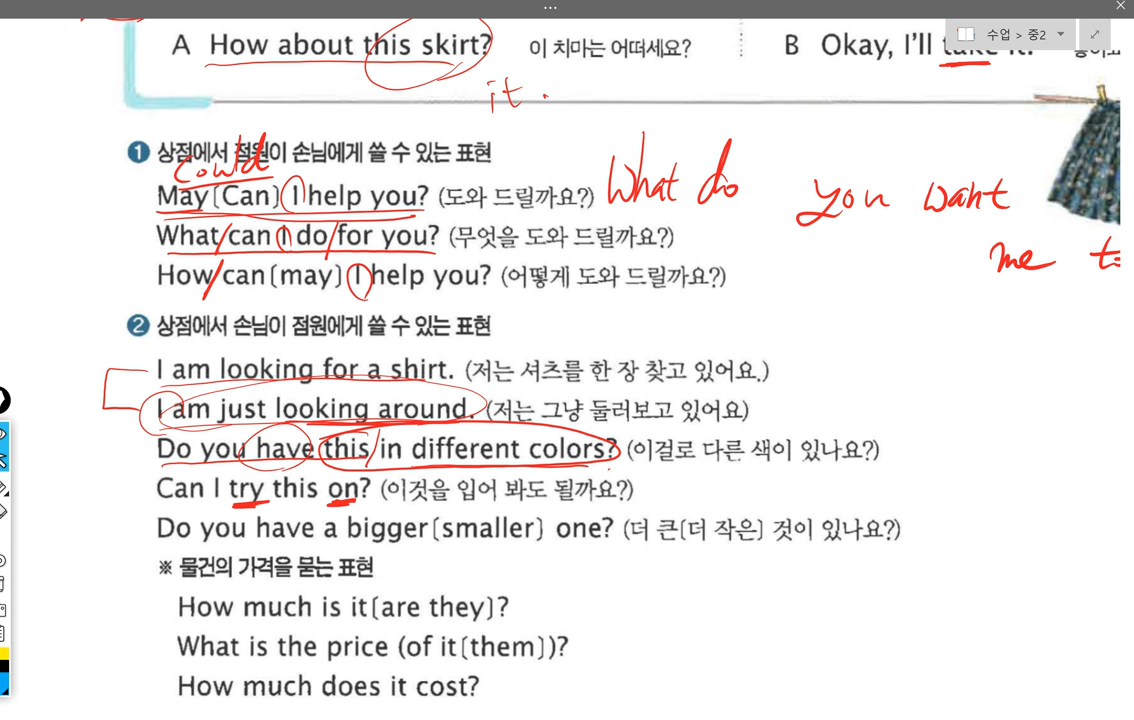 ...
수업 > 중2
A How about this skirt? 이 치마는 어떠세요?
B Okay, I'll take it.
it.
❶ 상점에서 점원이 손님에게 쓸 수 있는 표현
could
May[Can] I help you? (도와 드릴까요?)
What do you want
me to
What can I do for you? (무엇을 도와 드릴까요?)
How can[may] I help you? (어떻게 도와 드릴까요?)
❷ 상점에서 손님이 점원에게 쓸 수 있는 표현
I am looking for a shirt. (저는 셔츠를 한 장 찾고 있어요.)
I am just looking around. (저는 그냥 둘러보고 있어요)
Do you have this in different colors? (이걸로 다른 색이 있나요?)
Can I try this on? (이것을 입어 봐도 될까요?)
Do you have a bigger[smaller] one? (더 큰[더 작은] 것이 있나요?)
※ 물건의 가격을 묻는 표현
How much is it[are they]?
What is the price (of it[them])?
How much does it cost?